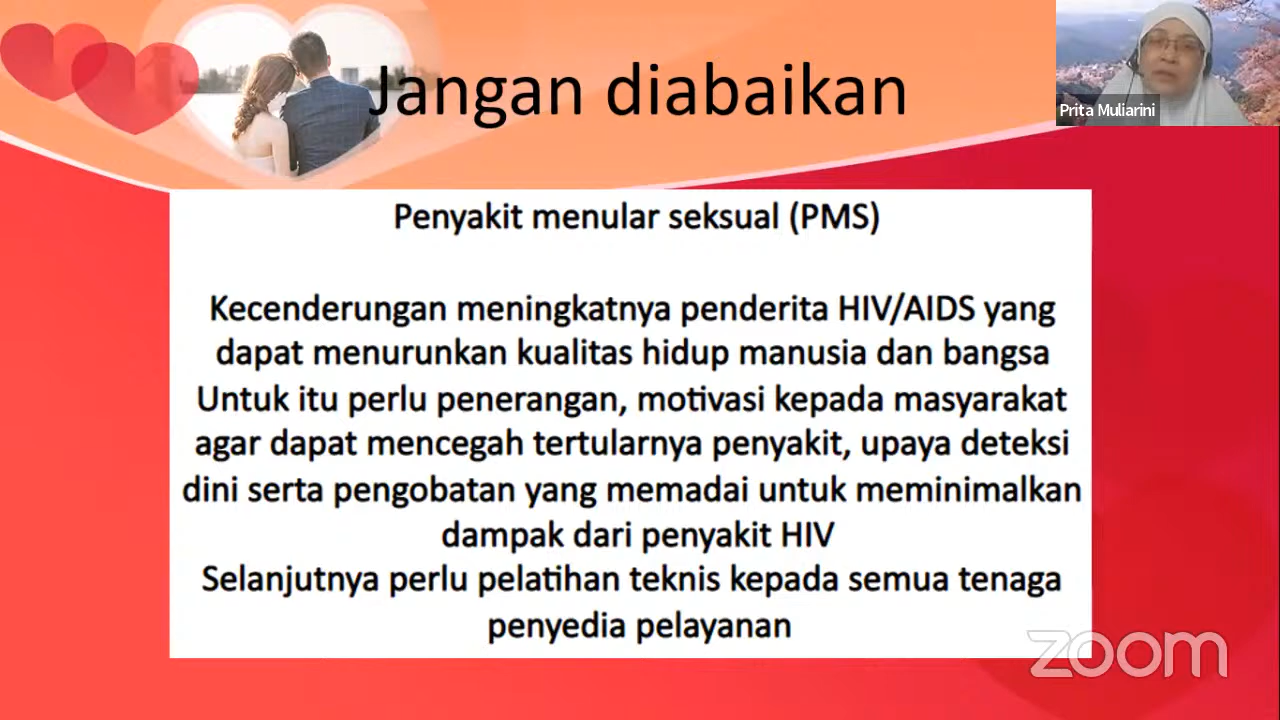 Jangan diabaikan
Prita Muliarini
Penyakit menular seksual (PMS)
Kecenderungan meningkatnya penderita HIV/AIDS yang
dapat menurunkan kualitas hidup manusia dan bangsa
Untuk itu perlu penerangan, motivasi kepada masyarakat
agar dapat mencegah tertularnya penyakit, upaya deteksi
dini serta pengobatan yang memadai untuk meminimalkan
dampak dari penyakit HIV
Selanjutnya perlu pelatihan teknis kepada semua tenaga
penyedia pelayanan
zoom